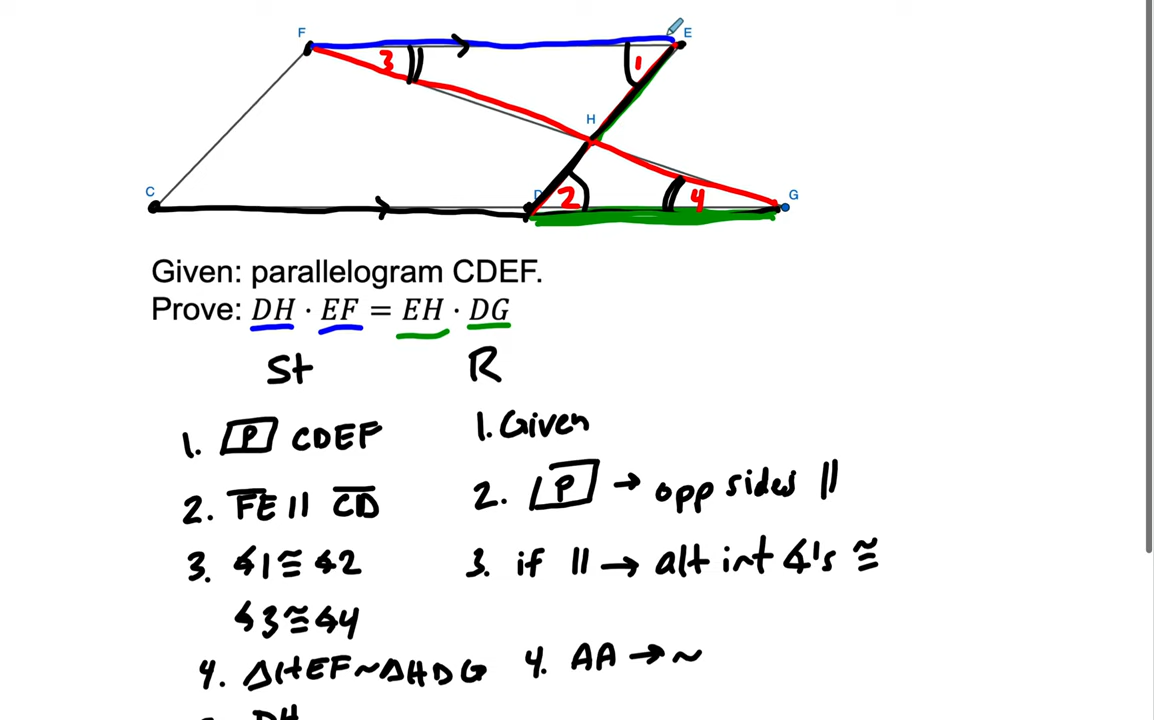 F
E
3
1
H
C
D
2
4
G
Given: parallelogram CDEF.
Prove: DH · EF = EH · DG
St R
1. P CDEF 1. Given
2. FE || CD 2. P → opp sides ||
3. ∡1 ≅ ∡2 3. if || → alt int ∡'s ≅
∡3 ≅ ∡4
4. △HEF ~ △HDG 4. AA → ~
DH